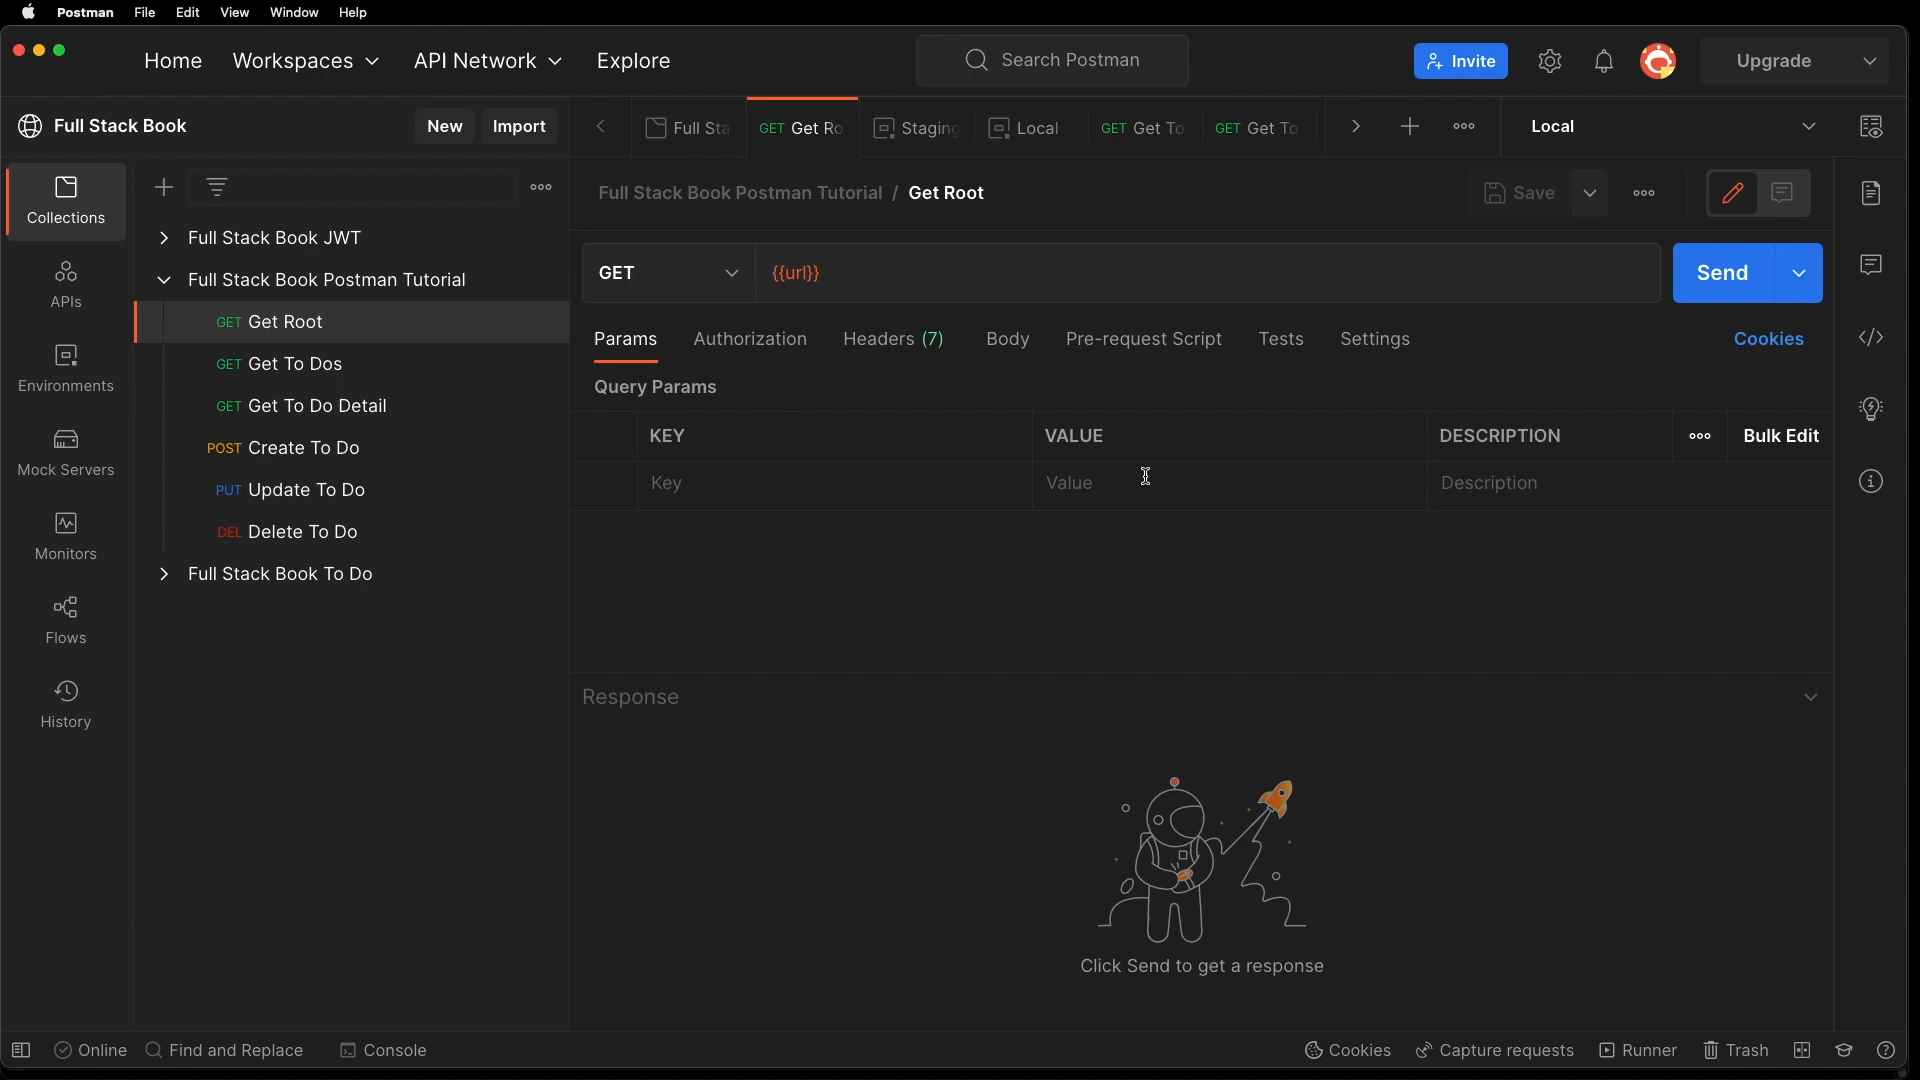 Postman File Edit View Window Help
Home Workspaces API Network Explore
Search Postman
Invite
Upgrade
Full Stack Book
New Import
Full Sta
GET Get Ro
Staging
Local
GET Get To
GET Get To
Local
Collections
APIs
Environments
Mock Servers
Monitors
Flows
History
Full Stack Book JWT
Full Stack Book Postman Tutorial
GET Get Root
GET Get To Dos
GET Get To Do Detail
POST Create To Do
PUT Update To Do
DEL Delete To Do
Full Stack Book To Do
Full Stack Book Postman Tutorial / Get Root
Save
GET {{url}}
Send
Params Authorization Headers (7) Body Pre-request Script Tests Settings Cookies
Query Params
KEY VALUE DESCRIPTION Bulk Edit
Key Value Description
Response
Click Send to get a response
Online Find and Replace Console
Cookies Capture requests Runner Trash